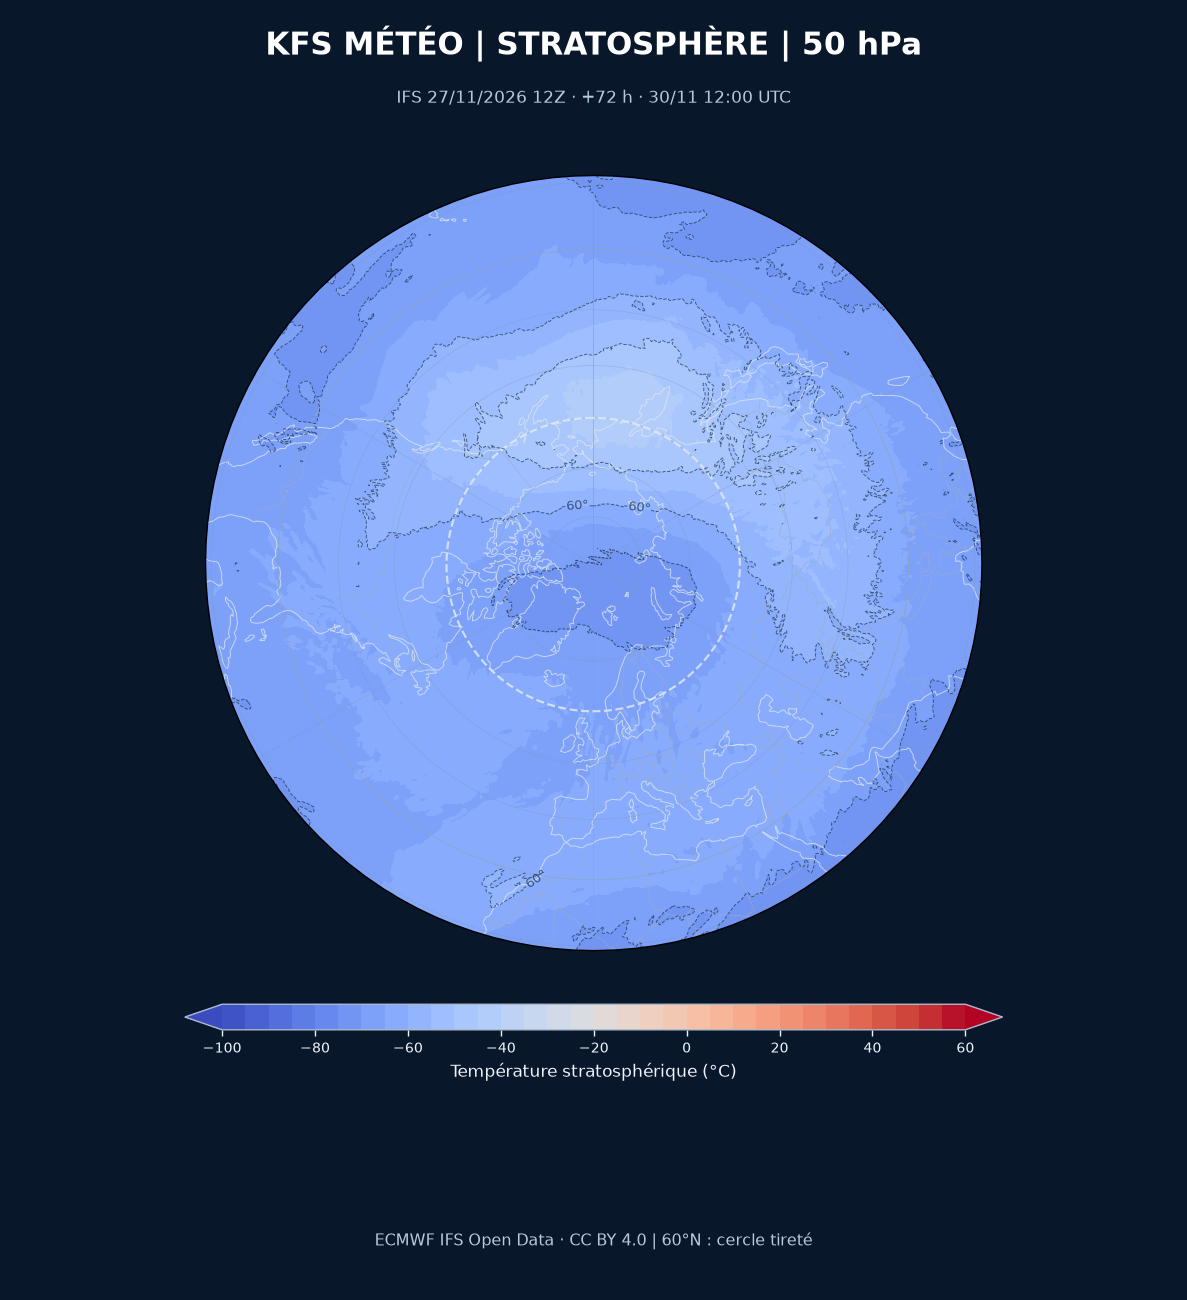 KFS MÉTÉO | STRATOSPHÈRE | 50 hPa
IFS 27/11/2026 12Z · +72 h · 30/11 12:00 UTC
60° 60°
60°
−100 −80 −60 −40 −20 0 20 40 60
Température stratosphérique (°C)
ECMWF IFS Open Data · CC BY 4.0 | 60°N : cercle tireté